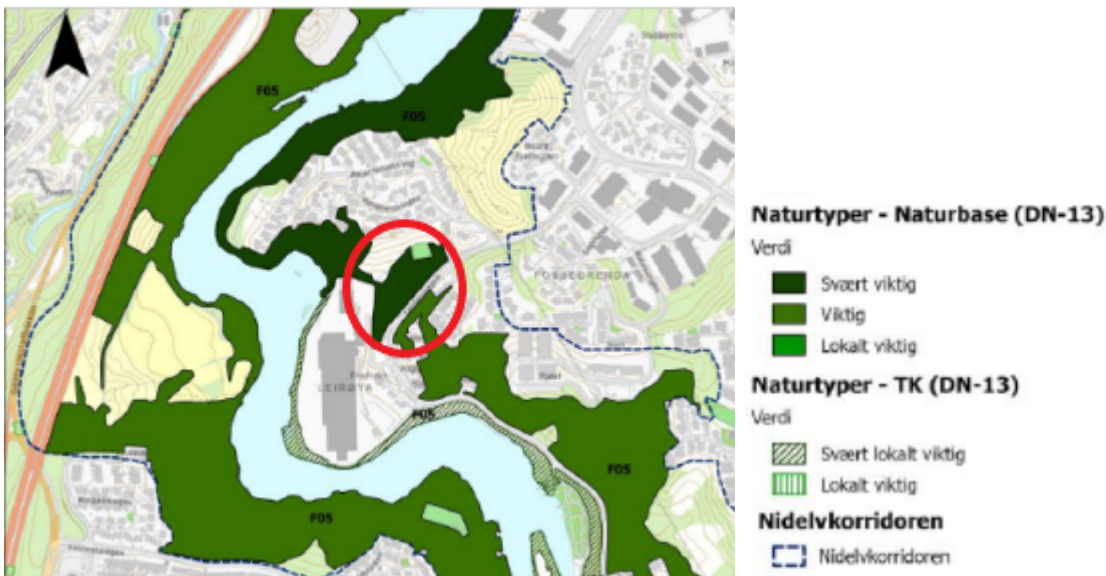 F05
F05
FOSSEGRENDA
LEIRØYA
F05
F05
F05
Naturtyper - Naturbase (DN-13)
Verdi
Svært viktig
Viktig
Lokalt viktig
Naturtyper - TK (DN-13)
Verdi
Svært lokalt viktig
Lokalt viktig
Nidelvkorridoren
Nidelvkorridoren